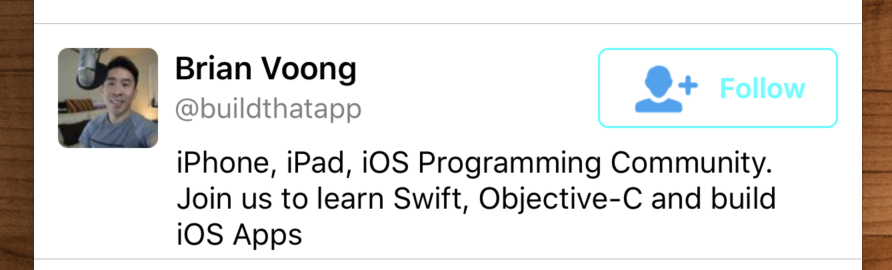 Brian Voong
@buildthatapp
Follow
iPhone, iPad, iOS Programming Community.
Join us to learn Swift, Objective-C and build
iOS Apps